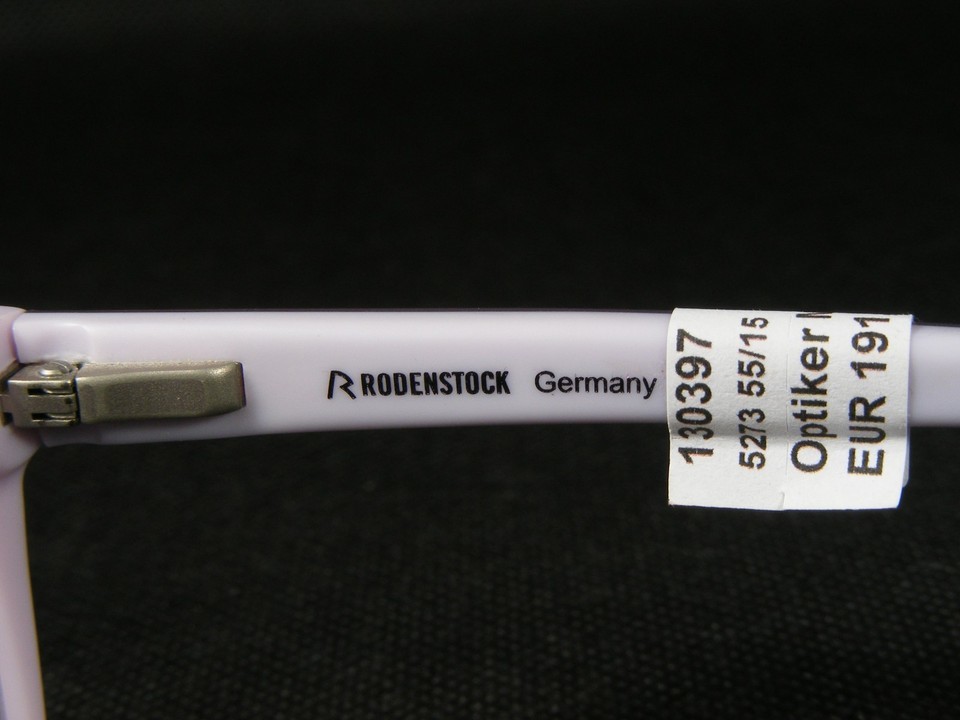 RODENSTOCK Germany
130397
5273 55/15
Optiker
EUR 191